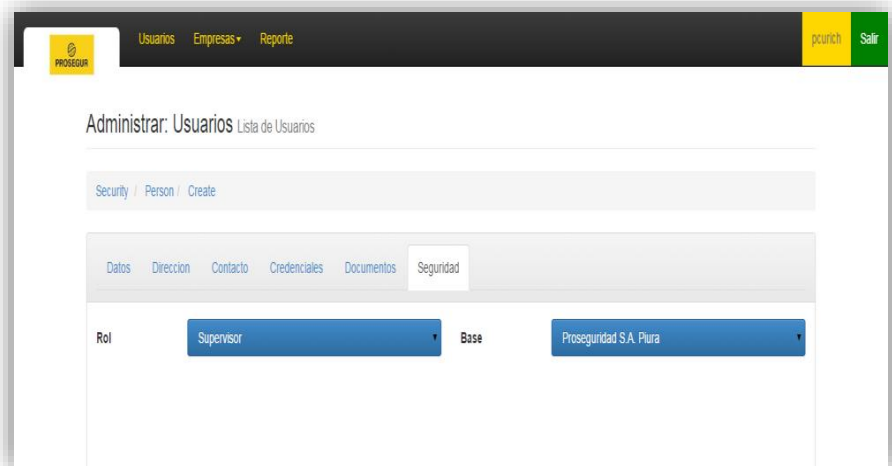 PROSEGUR
Usuarios Empresas Reporte pcurich Salir
Administrar: Usuarios Lista de Usuarios
Security / Person / Create
Datos Direccion Contacto Credenciales Documentos Seguridad
Rol Supervisor Base Proseguridad S.A. Piura